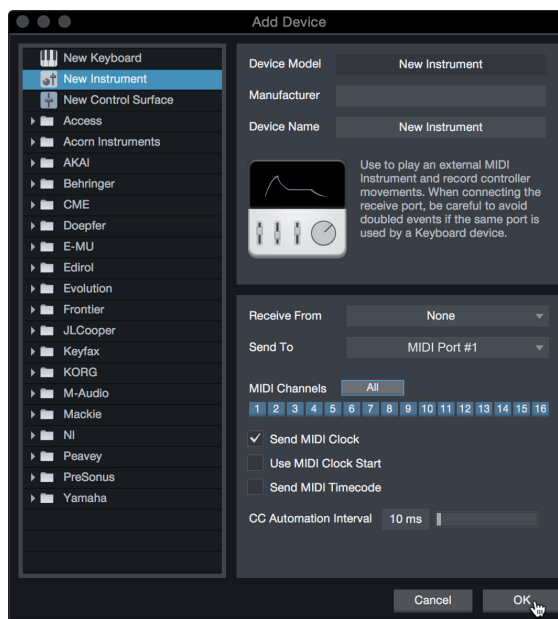 Add Device
New Keyboard
New Instrument
New Control Surface
Access
Acorn Instruments
AKAI
Behringer
CME
Doepfer
E-MU
Edirol
Evolution
Frontier
JLCooper
Keyfax
KORG
M-Audio
Mackie
NI
Peavey
PreSonus
Yamaha
Device Model New Instrument
Manufacturer
Device Name New Instrument
Use to play an external MIDI
Instrument and record controller
movements. When connecting the
receive port, be careful to avoid
doubled events if the same port is
used by a Keyboard device.
Receive From None
Send To MIDI Port #1
MIDI Channels All
1 2 3 4 5 6 7 8 9 10 11 12 13 14 15 16
Send MIDI Clock
Use MIDI Clock Start
Send MIDI Timecode
CC Automation Interval 10 ms
Cancel OK